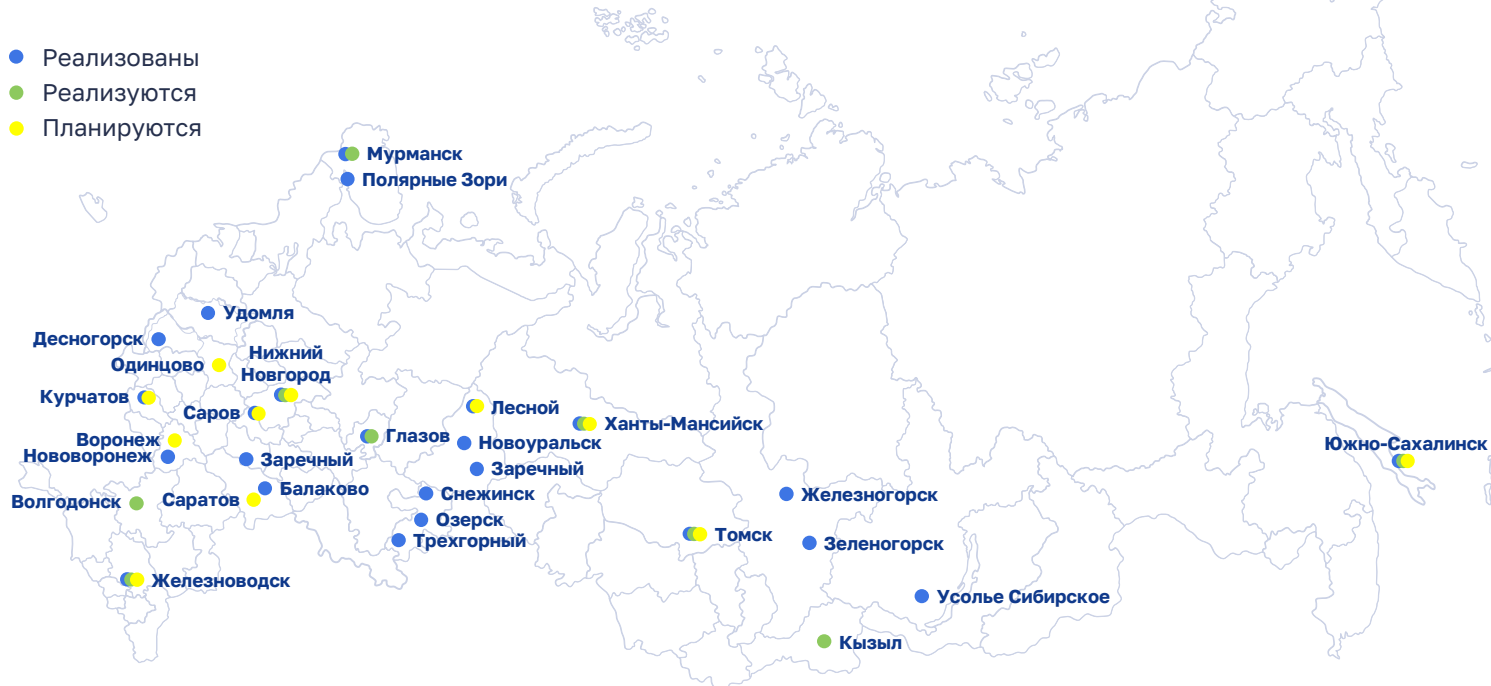 Реализованы
Реализуются
Планируются
Мурманск
Полярные Зори
Удомля
Десногорск
Нижний
Новгород
Одинцово
Курчатов
Саров
Лесной
Ханты-Мансийск
Глазов
Воронеж
Новоуральск
Южно-Сахалинск
Нововоронеж
Заречный
Заречный
Балаково
Снежинск
Железногорск
Волгодонск
Саратов
Озерск
Томск
Трехгорный
Зеленогорск
Железноводск
Усолье Сибирское
Кызыл